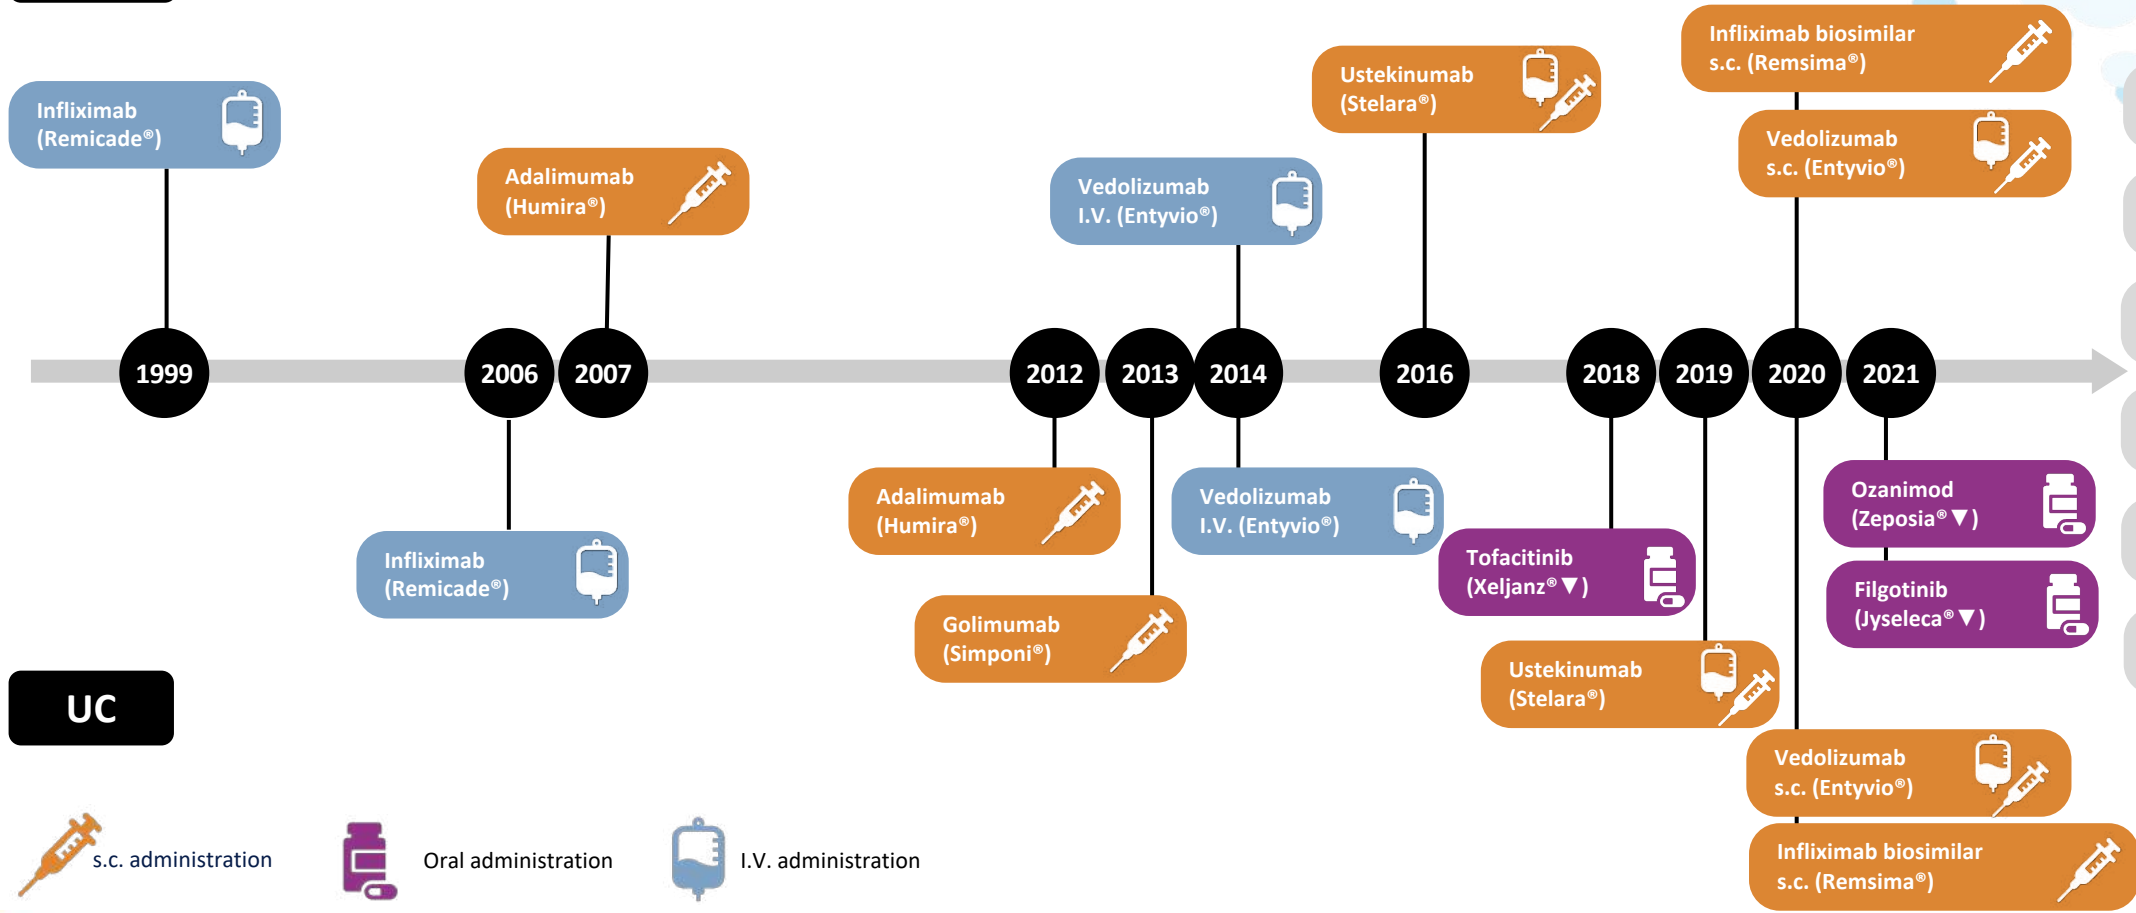 Infliximab biosimilar
s.c. (Remsima®)
Ustekinumab
(Stelara®)
Infliximab
(Remicade®)
Vedolizumab
s.c. (Entyvio®)
Adalimumab
(Humira®)
Vedolizumab
I.V. (Entyvio®)
1999
2006
2007
2012
2013
2014
2016
2018
2019
2020
2021
Adalimumab
(Humira®)
Vedolizumab
I.V. (Entyvio®)
Ozanimod
(Zeposia®▼)
Infliximab
(Remicade®)
Tofacitinib
(Xeljanz®▼)
Filgotinib
(Jyseleca®▼)
Golimumab
(Simponi®)
Ustekinumab
(Stelara®)
UC
Vedolizumab
s.c. (Entyvio®)
Infliximab biosimilar
s.c. (Remsima®)
s.c. administration
Oral administration
I.V. administration